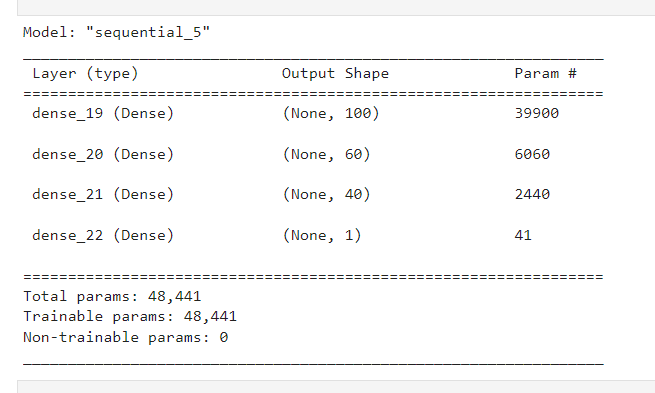 Model: "sequential_5"
Layer (type) Output Shape Param #
dense_19 (Dense) (None, 100) 39900
dense_20 (Dense) (None, 60) 6060
dense_21 (Dense) (None, 40) 2440
dense_22 (Dense) (None, 1) 41
Total params: 48,441
Trainable params: 48,441
Non-trainable params: 0